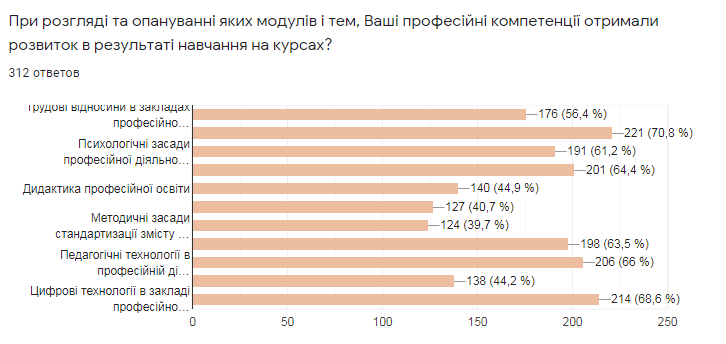 При розгляді та опануванні яких модулів і тем, Ваші професійні компетенції отримали
розвиток в результаті навчання на курсах?
312 ответов
Трудові відносини в закладах
професійно…
176 (56,4 %)
221 (70,8 %)
Психологічні засади
професійної діяльно…
191 (61,2 %)
201 (64,4 %)
Дидактика професійної освіти
140 (44,9 %)
127 (40,7 %)
Методичні засади
стандартизації змісту …
124 (39,7 %)
198 (63,5 %)
Педагогічні технології в
професійній ді…
206 (66 %)
138 (44,2 %)
Цифрові технології в закладі
професійно…
214 (68,6 %)
0 50 100 150 200 250